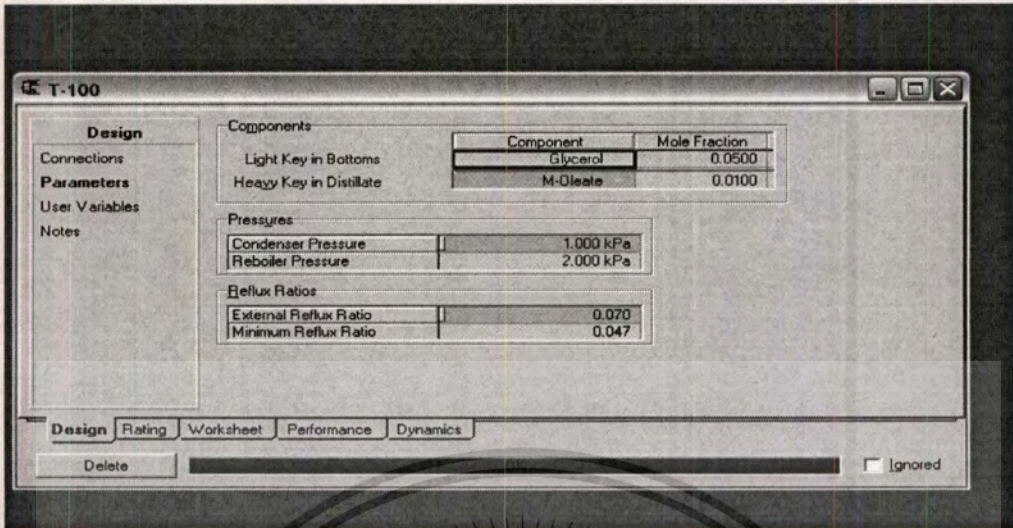 T-100
Design
Connections
Parameters
User Variables
Notes
Components
Component Mole Fraction
Light Key in Bottoms Glycerol 0.0500
Heavy Key in Distillate M-Oleate 0.0100
Pressures
Condenser Pressure 1.000 kPa
Reboiler Pressure 2.000 kPa
Reflux Ratios
External Reflux Ratio 0.070
Minimum Reflux Ratio 0.047
Design Rating Worksheet Performance Dynamics
Delete Ignored